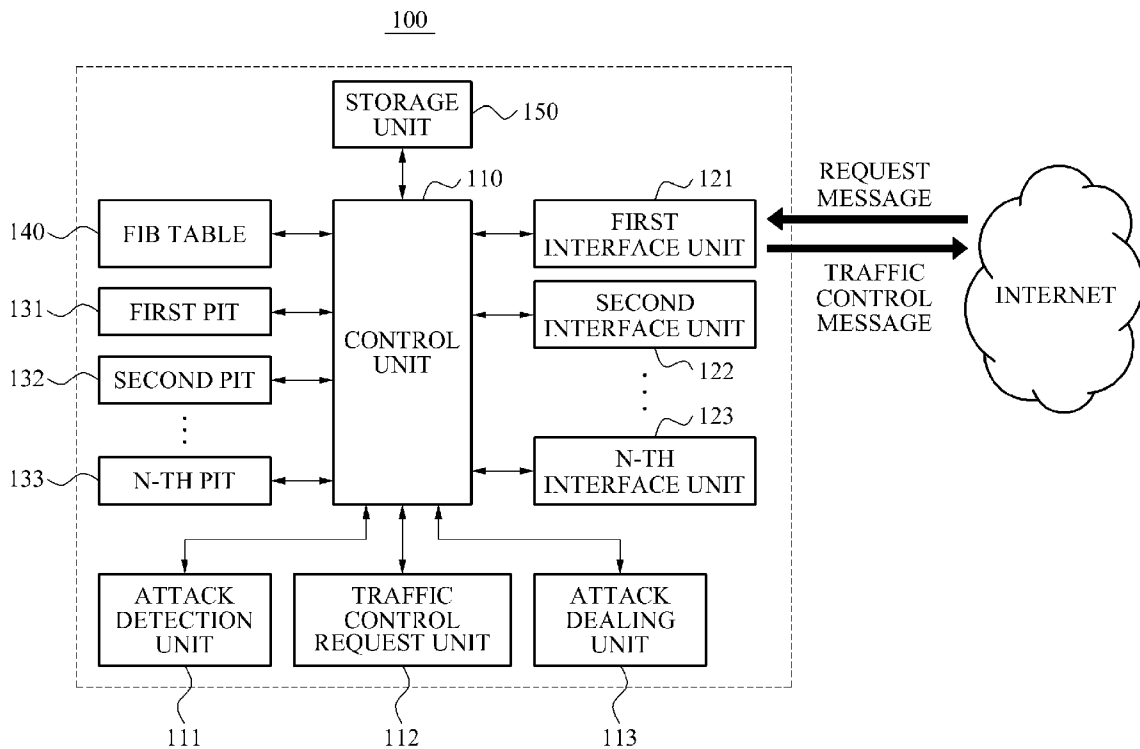 100
STORAGE
UNIT
150
110
121
REQUEST
MESSAGE
140
FIB TABLE
FIRST
INTERFACE UNIT
TRAFFIC
CONTROL
MESSAGE
INTERNET
131
FIRST PIT
CONTROL
UNIT
SECOND
INTERFACE UNIT
132
SECOND PIT
122
123
133
N-TH PIT
N-TH
INTERFACE UNIT
ATTACK
DETECTION
UNIT
TRAFFIC
CONTROL
REQUEST UNIT
ATTACK
DEALING
UNIT
111
112
113